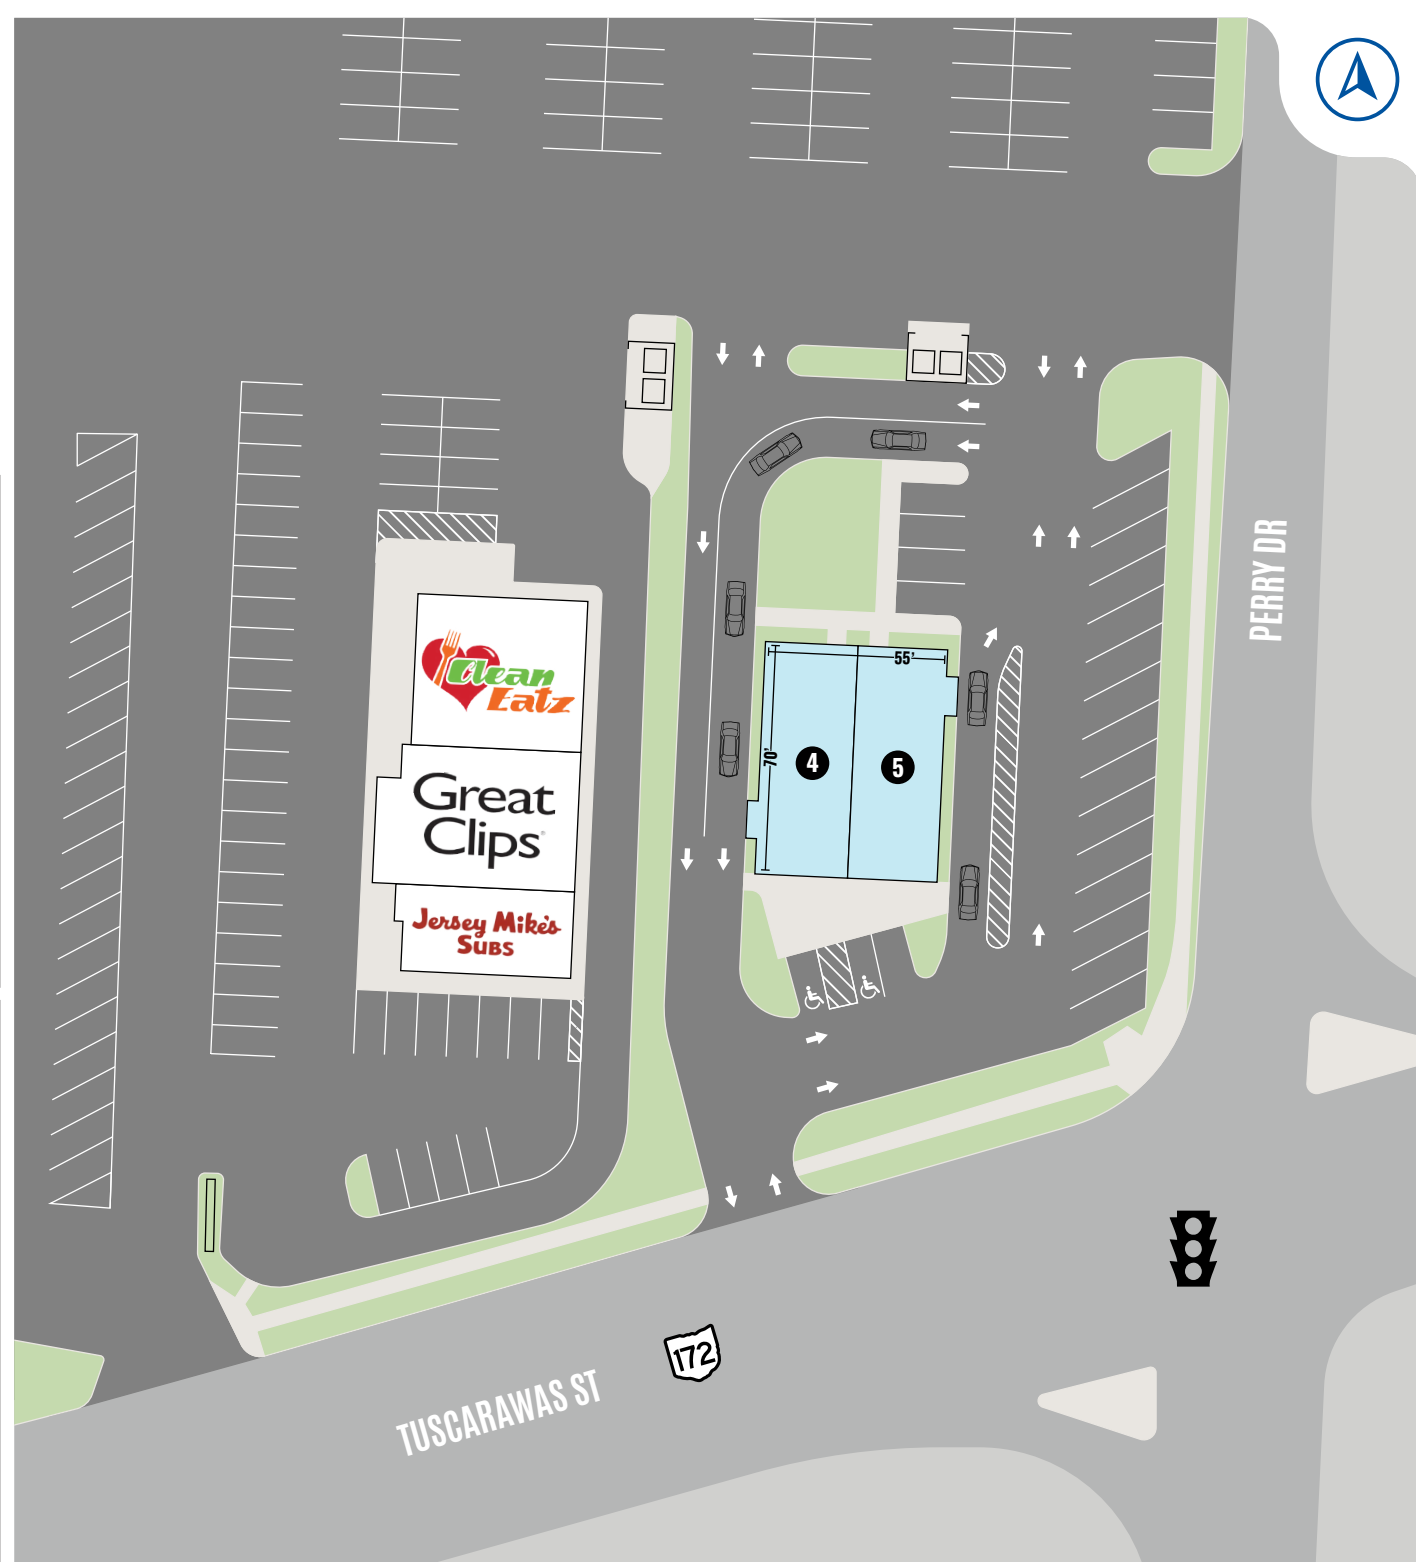 Clean
Eatz
Great
Clips
Jersey Mike's
SUBS
55'
70'
4
5
PERRY DR
172
TUSCARAWAS ST